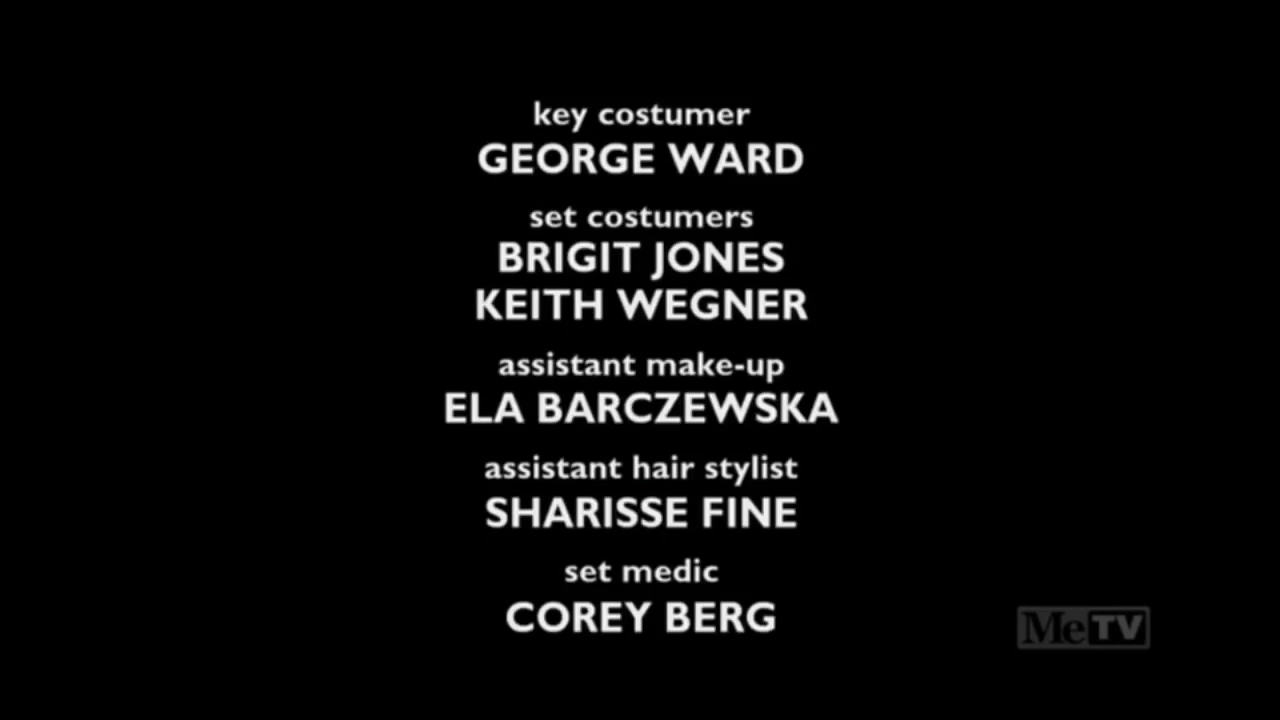 key costumer
GEORGE WARD
set costumers
BRIGIT JONES
KEITH WEGNER
assistant make-up
ELA BARCZEWSKA
assistant hair stylist
SHARISSE FINE
set medic
COREY BERG
MeTV